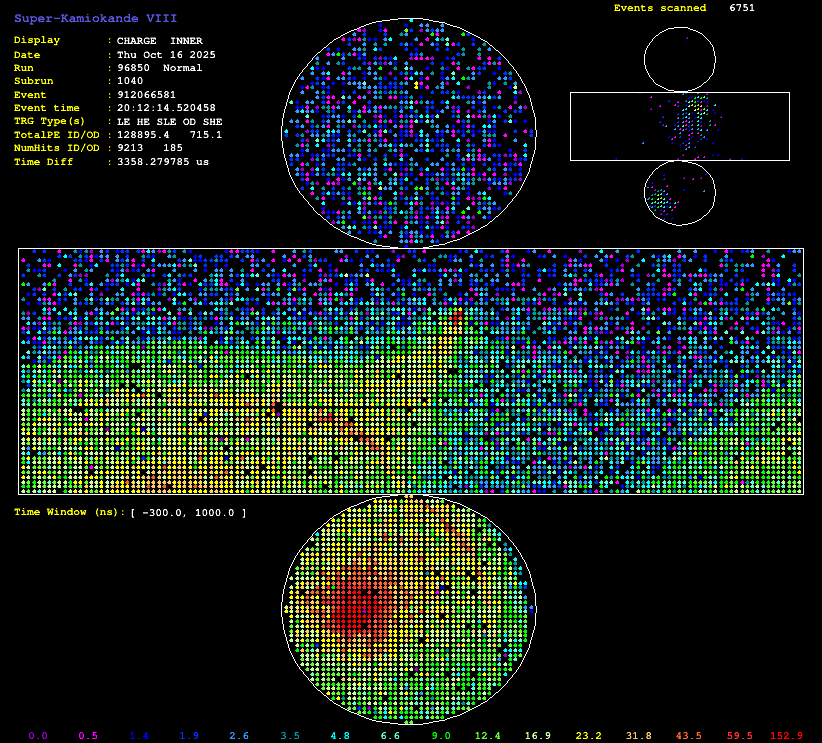 Super-Kamiokande VIII
Events scanned 6751
Display : CHARGE INNER
Date : Thu Oct 16 2025
Run : 96850 Normal
Subrun : 1040
Event : 912066581
Event time : 20:12:14.520458
TRG Type(s) : LE HE SLE OD SHE
TotalPE ID/OD : 128895.4 715.1
NumHits ID/OD : 9213 185
Time Diff : 3358.279785 us
Time Window (ns): [ -300.0, 1000.0 ]
0.0 0.5 1.4 1.9 2.6 3.5 4.8 6.6 9.0 12.4 16.9 23.2 31.8 43.5 59.5 152.9